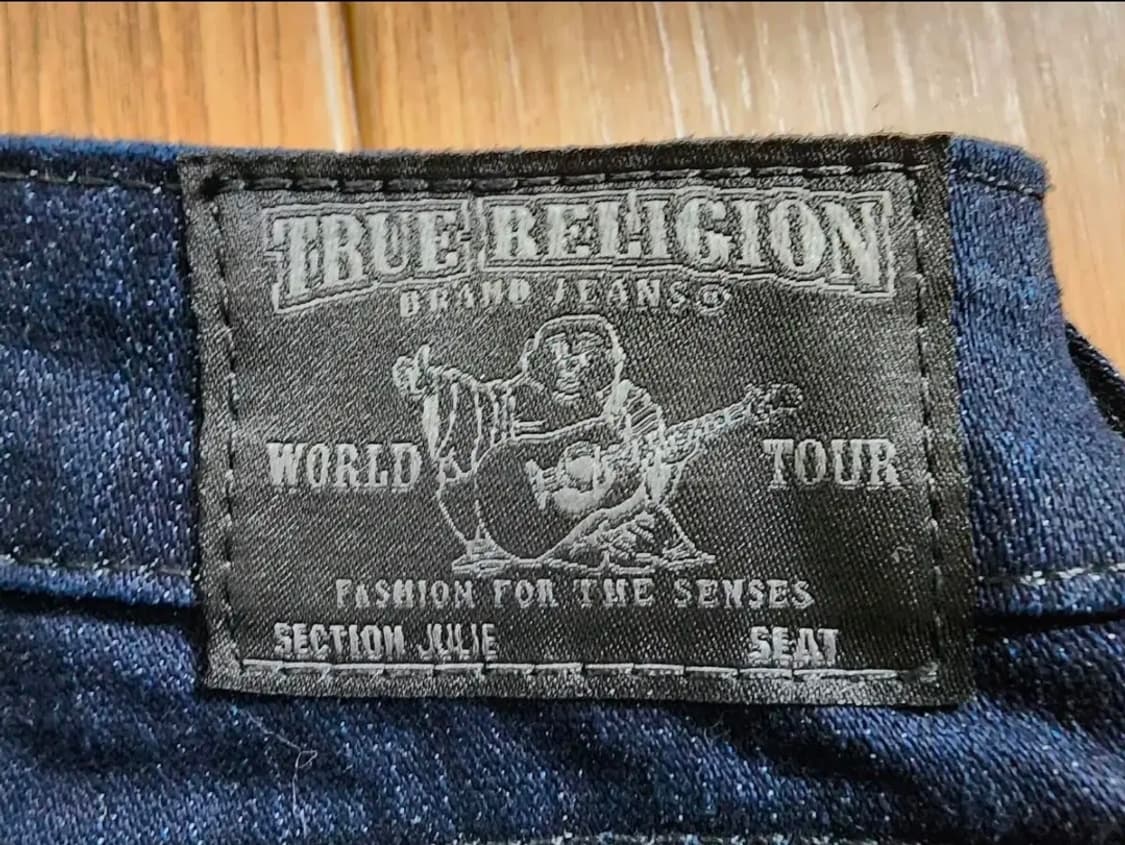 TRUE RELIGION
BRAND JEANS®
WORLD TOUR
FASHION FOR THE SENSES
SECTION JULIE SEAT